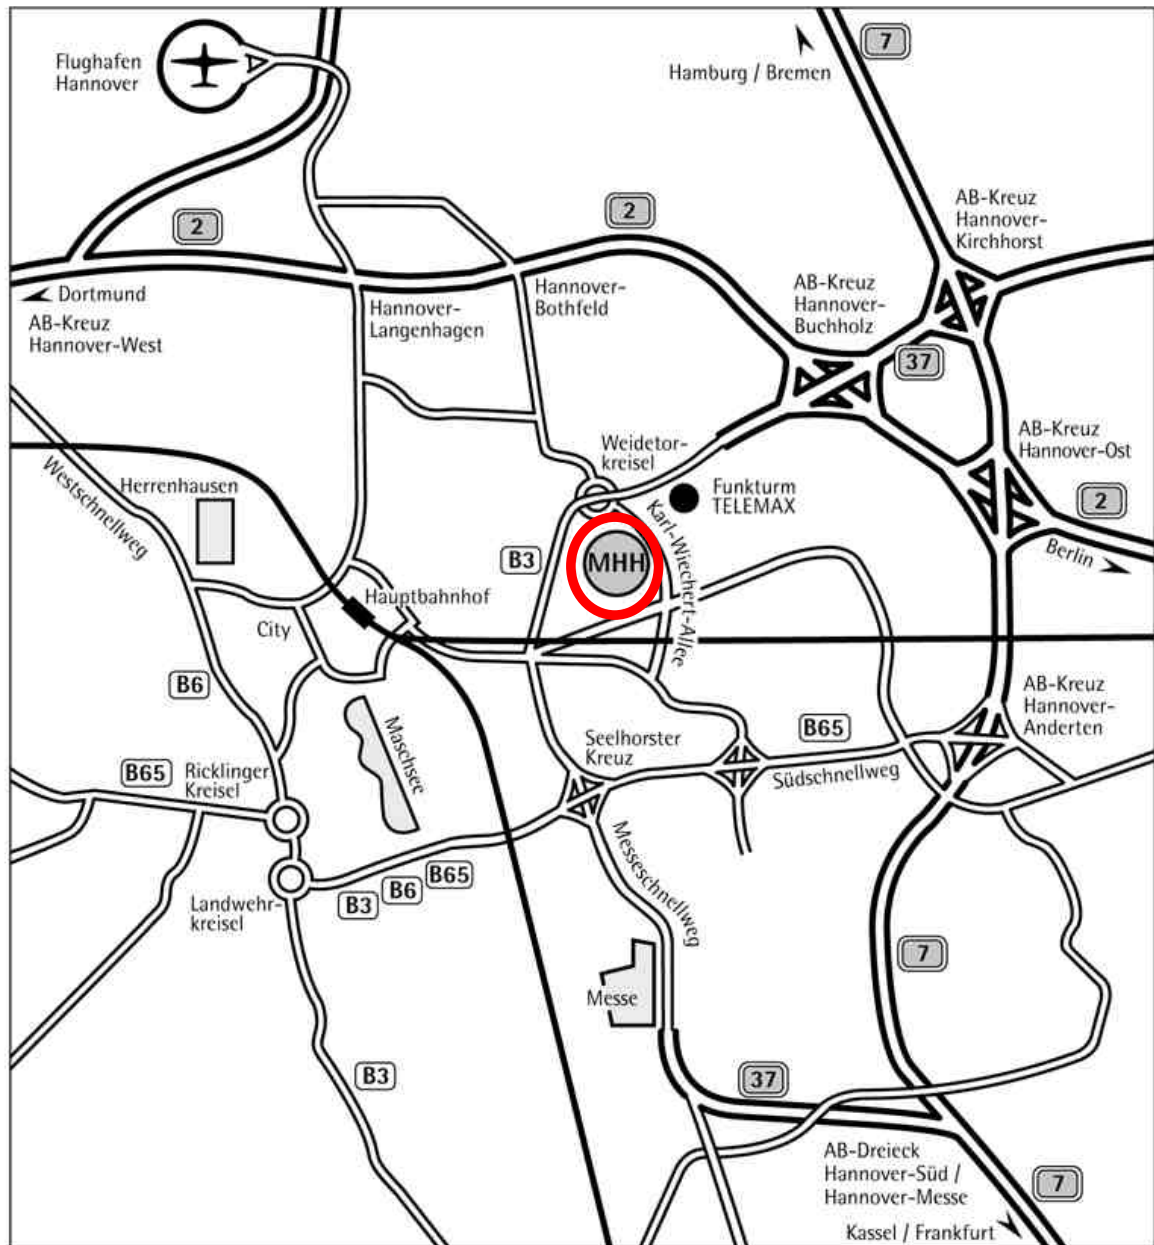 7
Flughafen
Hannover
Hamburg / Bremen
2
2
AB-Kreuz
Hannover-
Kirchhorst
Dortmund
AB-Kreuz
Hannover-West
Hannover-
Langenhagen
Hannover-
Bothfeld
AB-Kreuz
Hannover-
Buchholz
37
Weidetor-
kreisel
AB-Kreuz
Hannover-Ost
Westschnellweg
Herrenhausen
Funkturm
TELEMAX
2
Karl-Wiechert-Allee
B3
MHH
Berlin
Hauptbahnhof
City
B6
AB-Kreuz
Hannover-
Anderten
Maschsee
Seelhorster
Kreuz
B65
B65
Ricklinger
Kreisel
Südschnellweg
Messeschnellweg
B65
B6
B3
Landwehr-
kreisel
7
Messe
B3
37
AB-Dreieck
Hannover-Süd /
Hannover-Messe
7
Kassel / Frankfurt